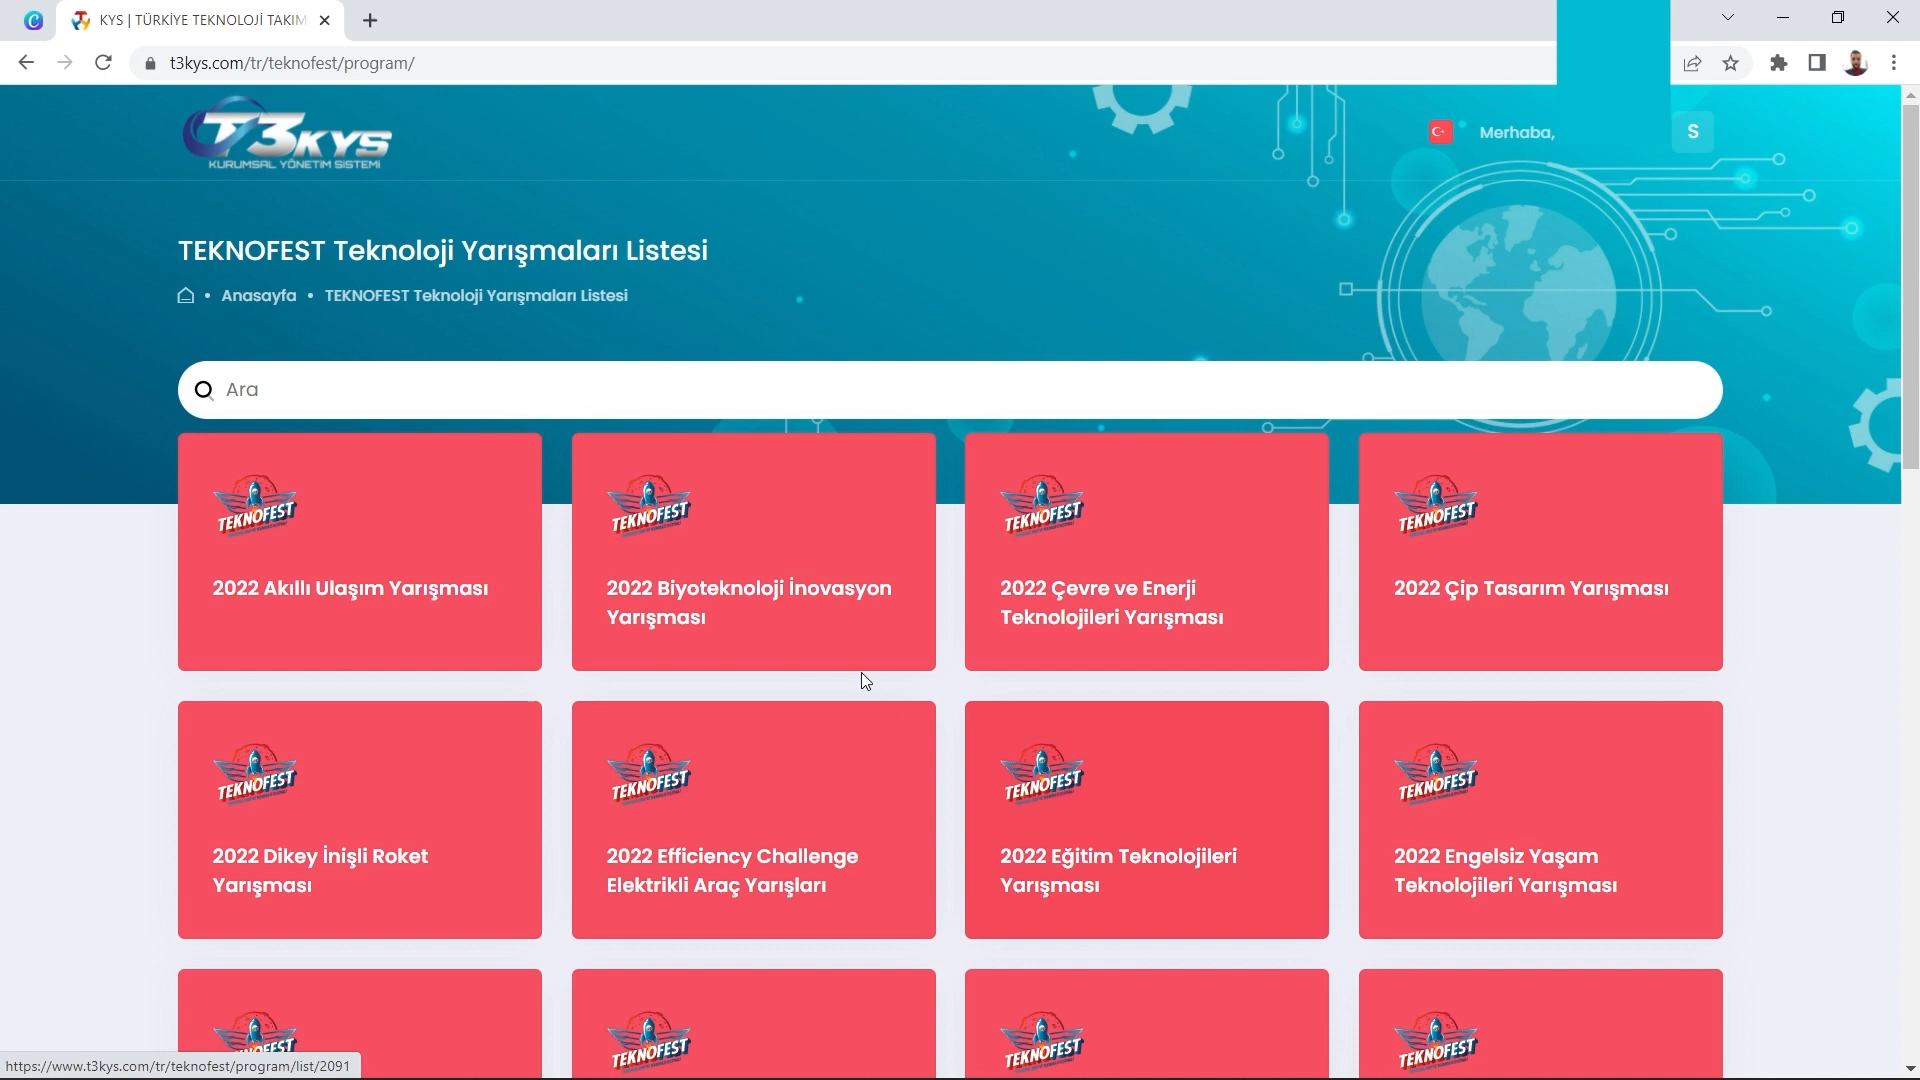 KYS | TÜRKİYE TEKNOLOJİ TAKIM
t3kys.com/tr/teknofest/program/
T3KYS
KURUMSAL YÖNETİM SİSTEMİ
Merhaba,
S
TEKNOFEST Teknoloji Yarışmaları Listesi
Anasayfa • TEKNOFEST Teknoloji Yarışmaları Listesi
Ara
TEKNOFEST
2022 Akıllı Ulaşım Yarışması
TEKNOFEST
2022 Biyoteknoloji İnovasyon
Yarışması
TEKNOFEST
2022 Çevre ve Enerji
Teknolojileri Yarışması
TEKNOFEST
2022 Çip Tasarım Yarışması
TEKNOFEST
2022 Dikey İnişli Roket
Yarışması
TEKNOFEST
2022 Efficiency Challenge
Elektrikli Araç Yarışları
TEKNOFEST
2022 Eğitim Teknolojileri
Yarışması
TEKNOFEST
2022 Engelsiz Yaşam
Teknolojileri Yarışması
TEKNOFEST
TEKNOFEST
TEKNOFEST
https://www.t3kys.com/tr/teknofest/program/list/2091